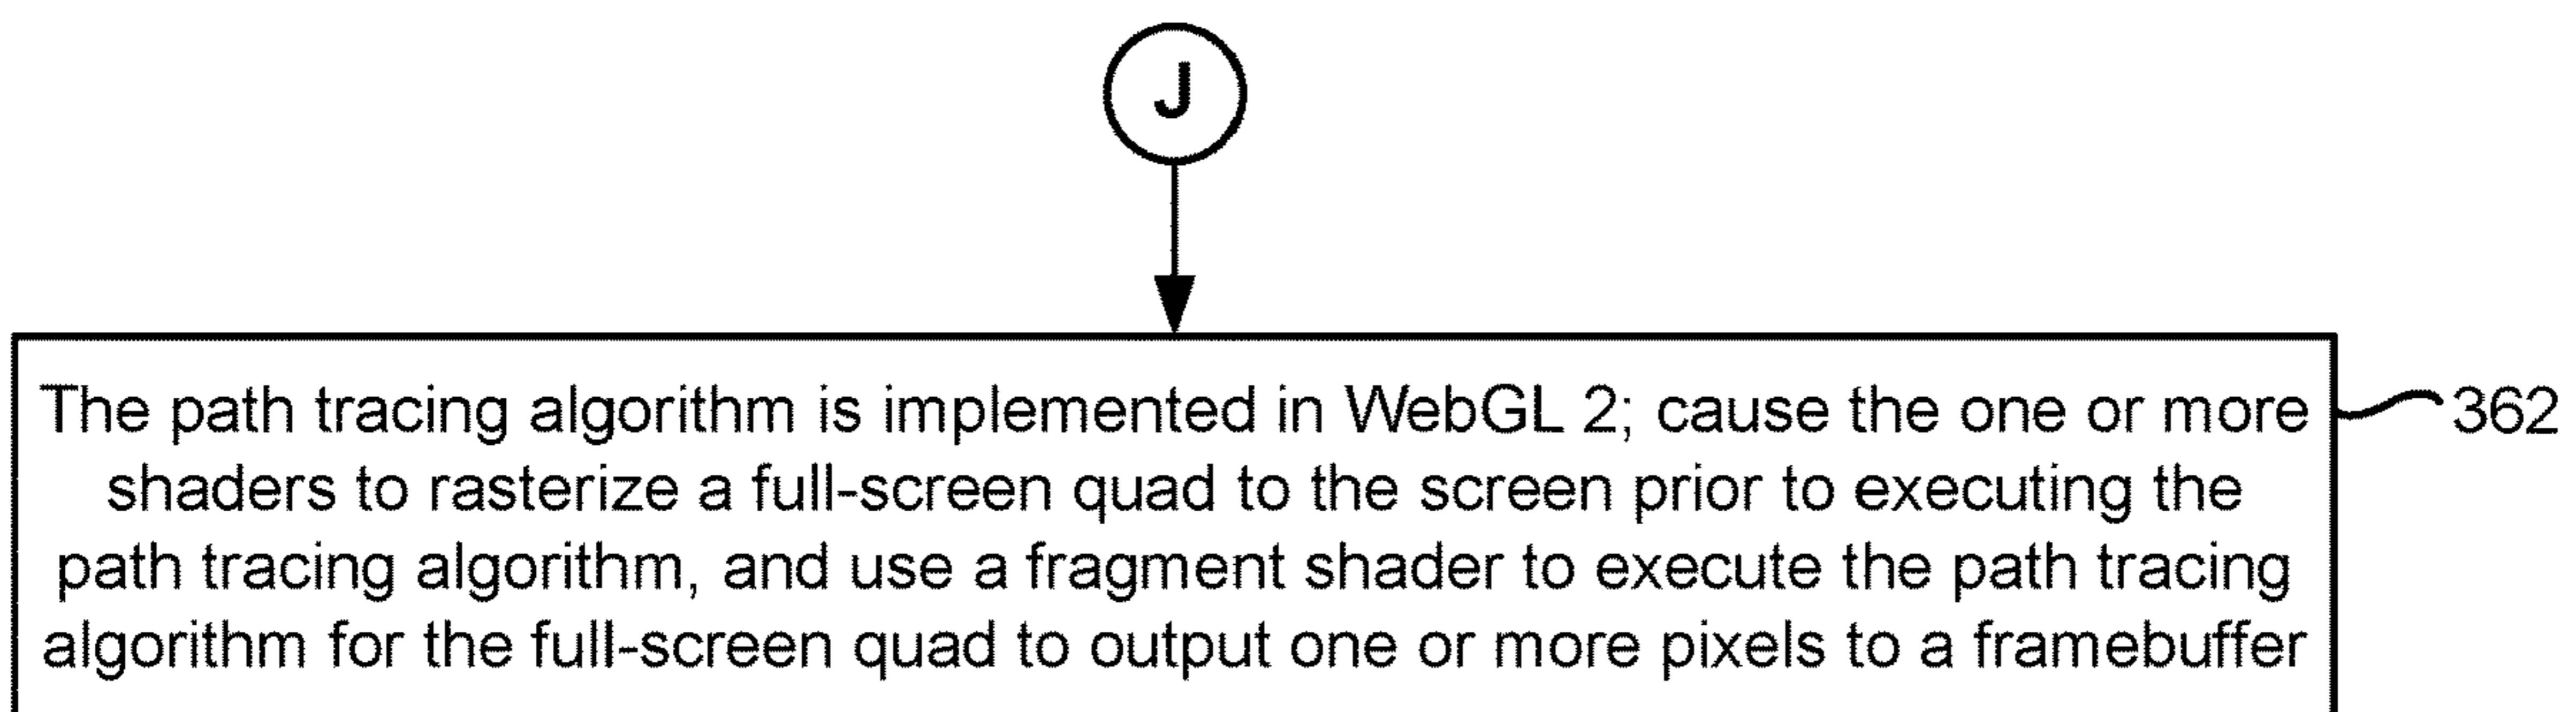 J
The path tracing algorithm is implemented in WebGL 2; cause the one or more
362
shaders to rasterize a full-screen quad to the screen prior to executing the
path tracing algorithm, and use a fragment shader to execute the path tracing
algorithm for the full-screen quad to output one or more pixels to a framebuffer